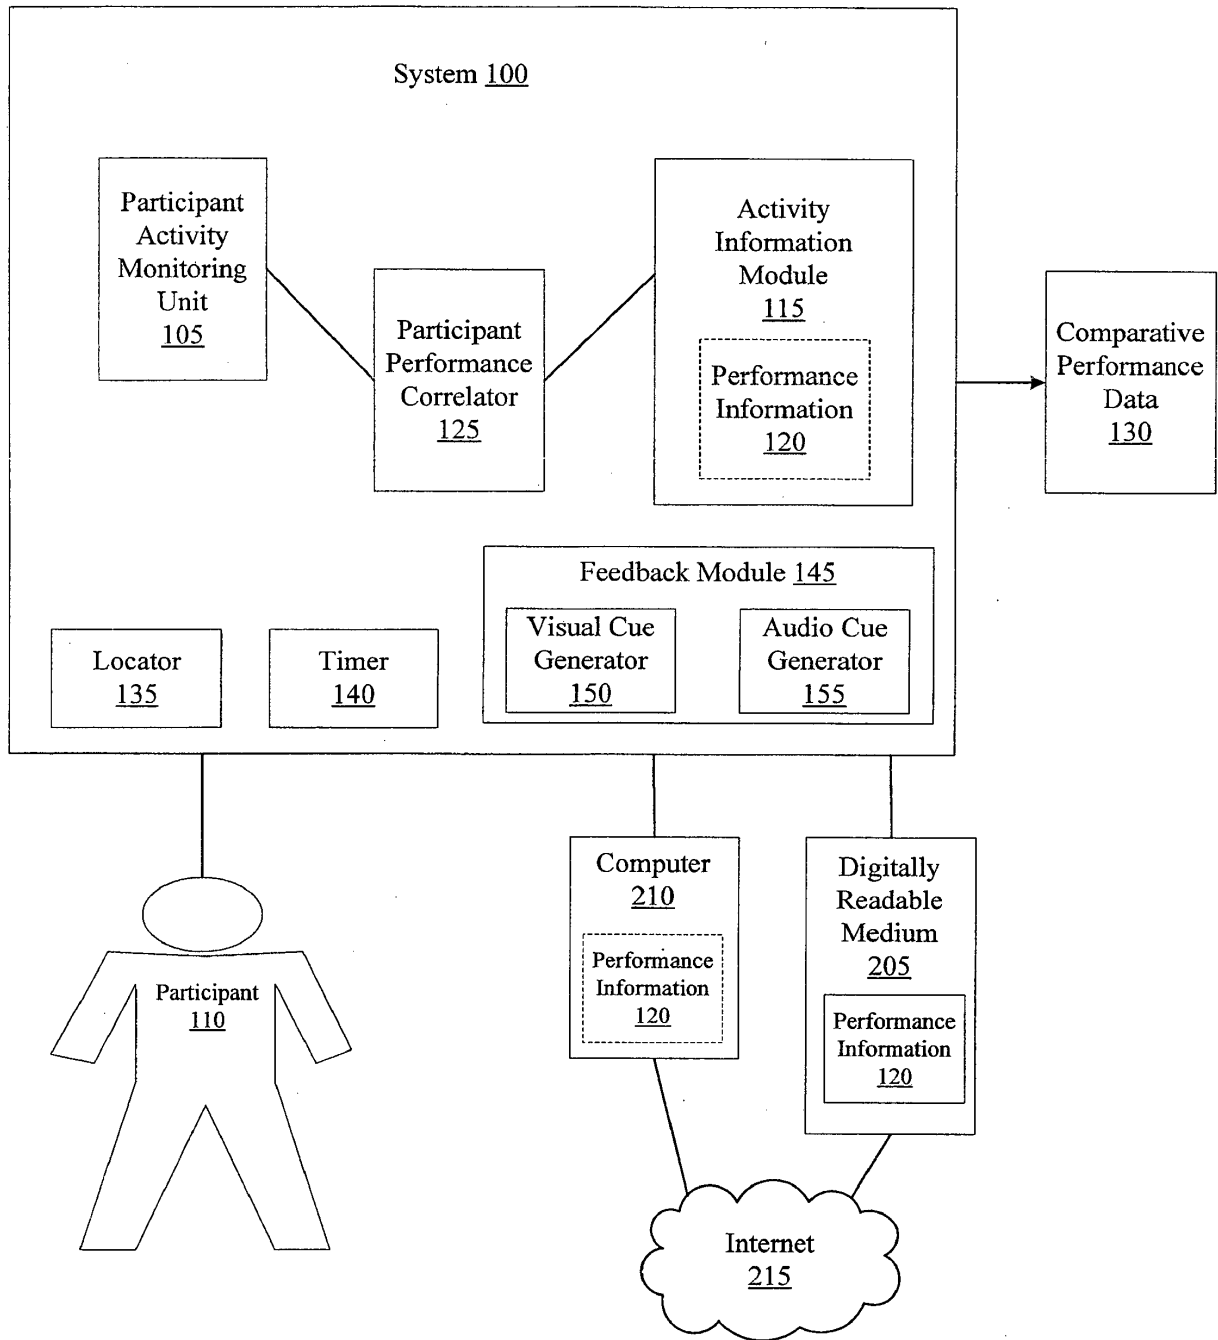 System 100
Participant
Activity
Monitoring
Unit
105
Participant
Performance
Correlator
125
Activity
Information
Module
115
Performance
Information
120
Comparative
Performance
Data
130
Feedback Module 145
Visual Cue
Generator
150
Audio Cue
Generator
155
Locator
135
Timer
140
Participant
110
Computer
210
Performance
Information
120
Digitally
Readable
Medium
205
Performance
Information
120
Internet
215